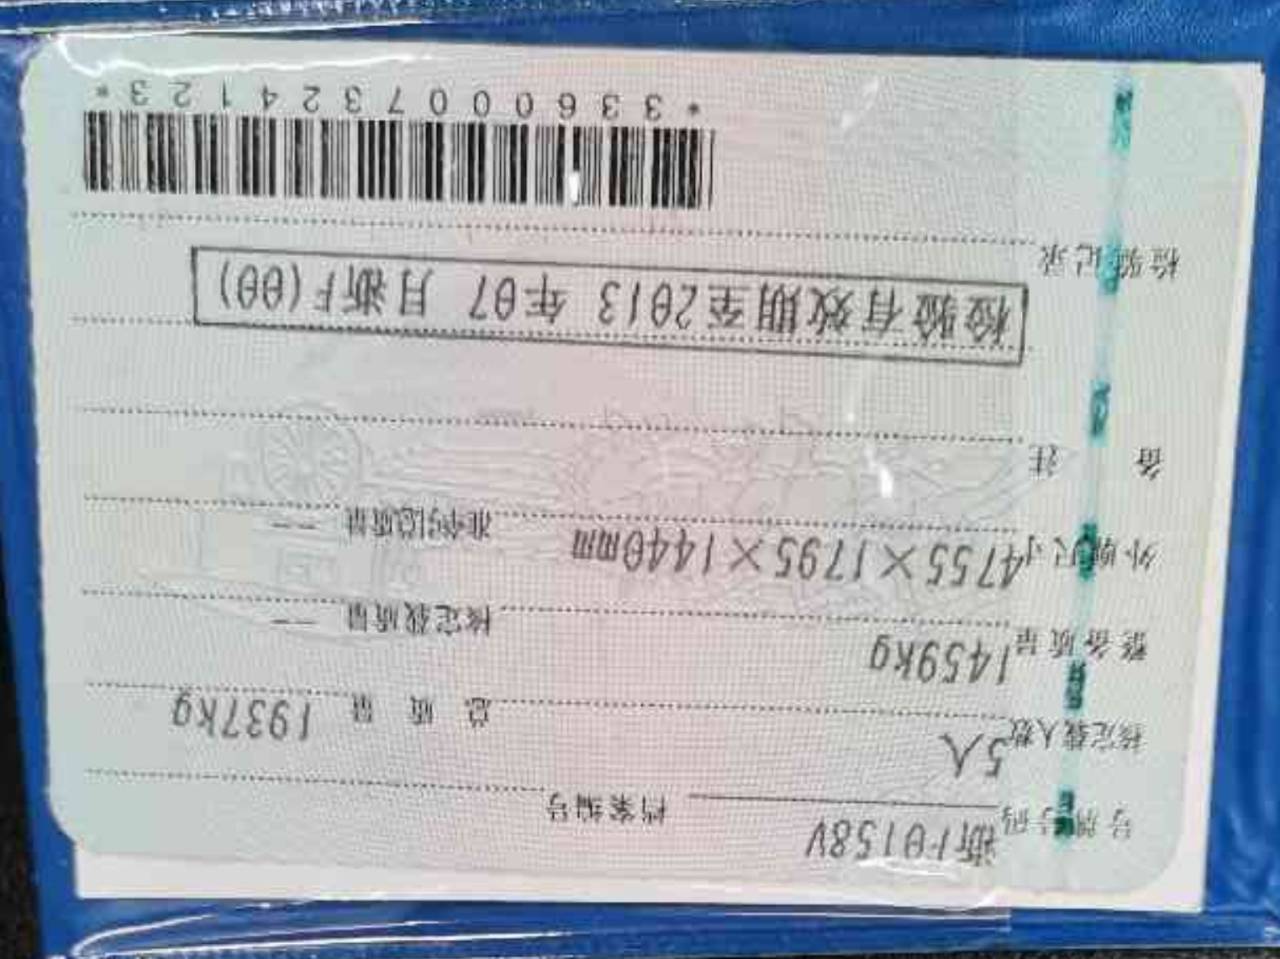 号牌号码 浙F0158V 档案编号
核定载人数 5人 总质量 1937kg
整备质量 1459kg 核定载质量 --
外廓尺寸 4755×1795×1440mm 准牵引总质量 --
备注
检验有效期至2013年07月浙F(00)
检验记录
*3360007324123*